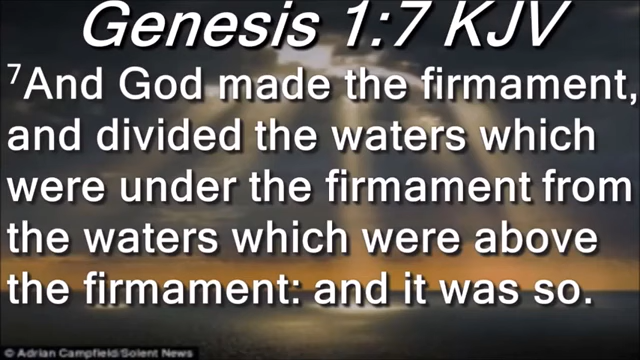 Genesis 1:7 KJV
⁷And God made the firmament,
and divided the waters which
were under the firmament from
the waters which were above
the firmament: and it was so.
© Adrian Campfield/Solent News